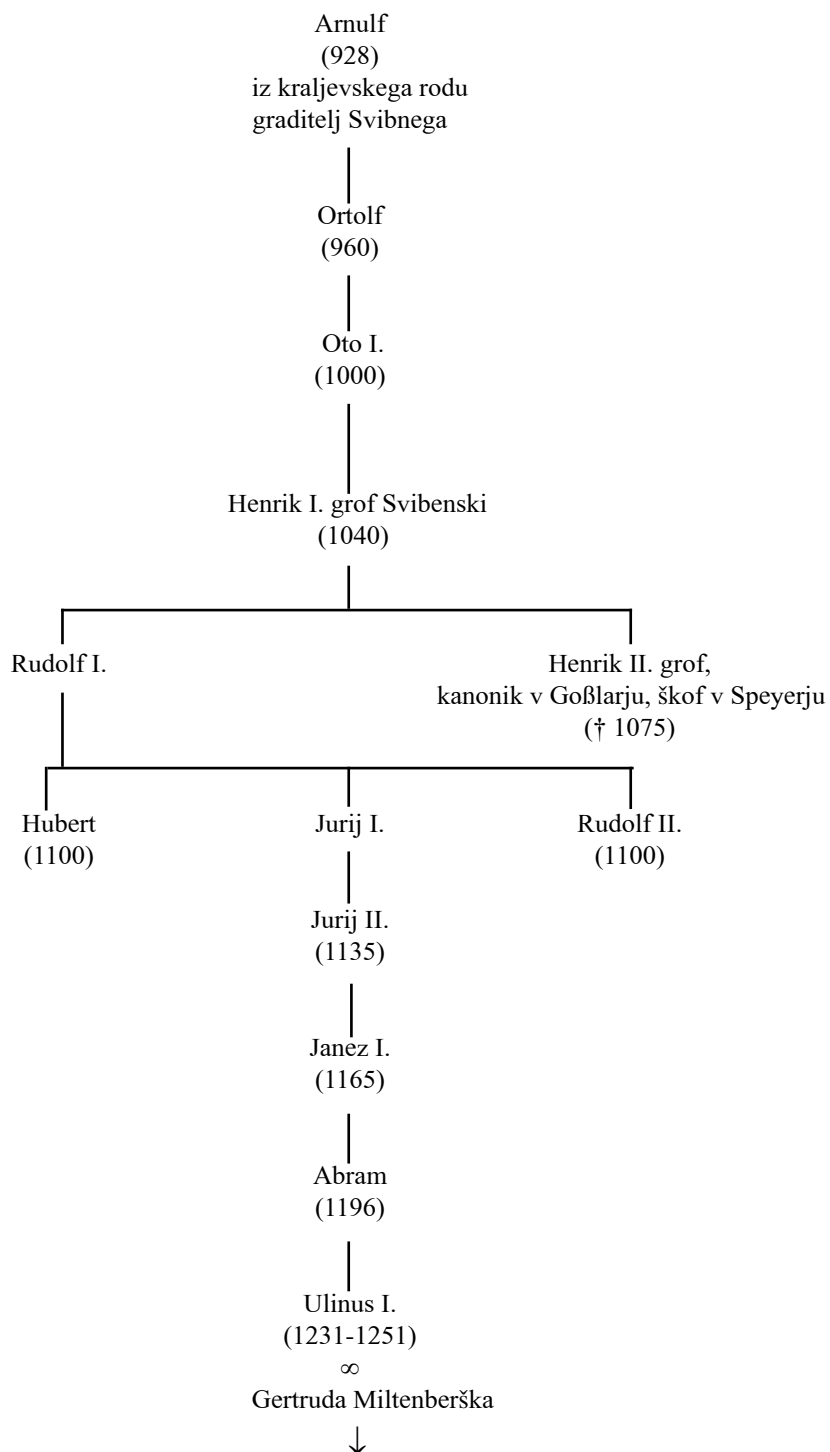 Arnulf
(928)
iz kraljevskega rodu
graditelj Svibnega
Ortolf
(960)
Oto I.
(1000)
Henrik I. grof Svibenski
(1040)
Rudolf I.
Henrik II. grof,
kanonik v Goßlarju, škof v Speyerju
(† 1075)
Hubert
(1100)
Jurij I.
Rudolf II.
(1100)
Jurij II.
(1135)
Janez I.
(1165)
Abram
(1196)
Ulinus I.
(1231-1251)
∞
Gertruda Miltenberška
↓